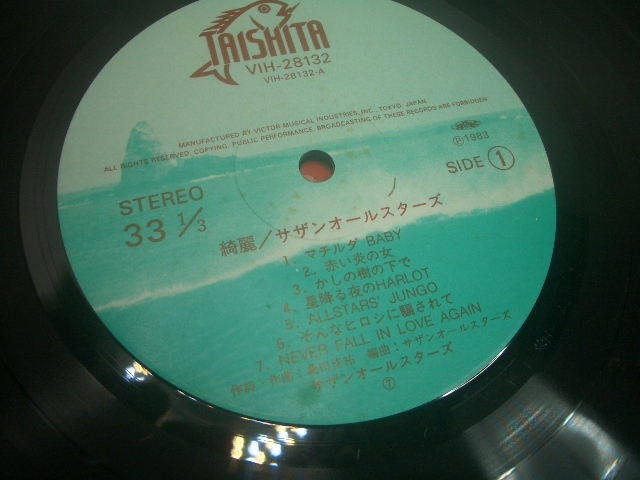 TAISHITA
VIH-28132
VIH-28132-A
MANUFACTURED BY VICTOR MUSICAL INDUSTRIES, INC., TOKYO, JAPAN.
ALL RIGHTS RESERVED. COPYING, PUBLIC PERFORMANCE, BROADCASTING OF THESE RECORDS ARE FORBIDDEN
Ⓟ1983
STEREO
SIDE ①
33 1/3
綺麗/サザンオールスターズ
1. マチルダ BABY
2. 赤い炎の女
3. かしの樹の下で
4. 星降る夜のHARLOT
5. ALLSTARS' JUNGO
6. そんなヒロシに騙されて
7. NEVER FALL IN LOVE AGAIN
作詩・作曲：桑田佳祐 編曲：サザンオールスターズ
サザンオールスターズ
⑦